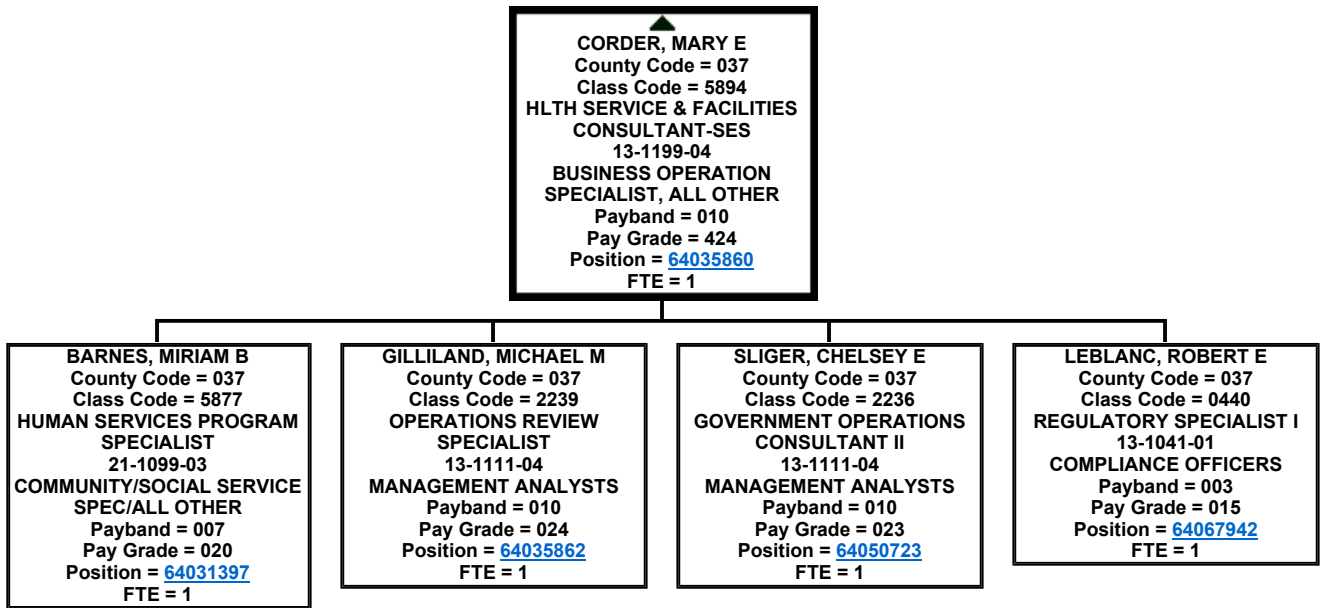 CORDER, MARY E
County Code = 037
Class Code = 5894
HLTH SERVICE & FACILITIES
CONSULTANT-SES
13-1199-04
BUSINESS OPERATION
SPECIALIST, ALL OTHER
Payband = 010
Pay Grade = 424
Position = 64035860
FTE = 1
BARNES, MIRIAM B
County Code = 037
Class Code = 5877
HUMAN SERVICES PROGRAM
SPECIALIST
21-1099-03
COMMUNITY/SOCIAL SERVICE
SPEC/ALL OTHER
Payband = 007
Pay Grade = 020
Position = 64031397
FTE = 1
GILLILAND, MICHAEL M
County Code = 037
Class Code = 2239
OPERATIONS REVIEW
SPECIALIST
13-1111-04
MANAGEMENT ANALYSTS
Payband = 010
Pay Grade = 024
Position = 64035862
FTE = 1
SLIGER, CHELSEY E
County Code = 037
Class Code = 2236
GOVERNMENT OPERATIONS
CONSULTANT II
13-1111-04
MANAGEMENT ANALYSTS
Payband = 010
Pay Grade = 023
Position = 64050723
FTE = 1
LEBLANC, ROBERT E
County Code = 037
Class Code = 0440
REGULATORY SPECIALIST I
13-1041-01
COMPLIANCE OFFICERS
Payband = 003
Pay Grade = 015
Position = 64067942
FTE = 1